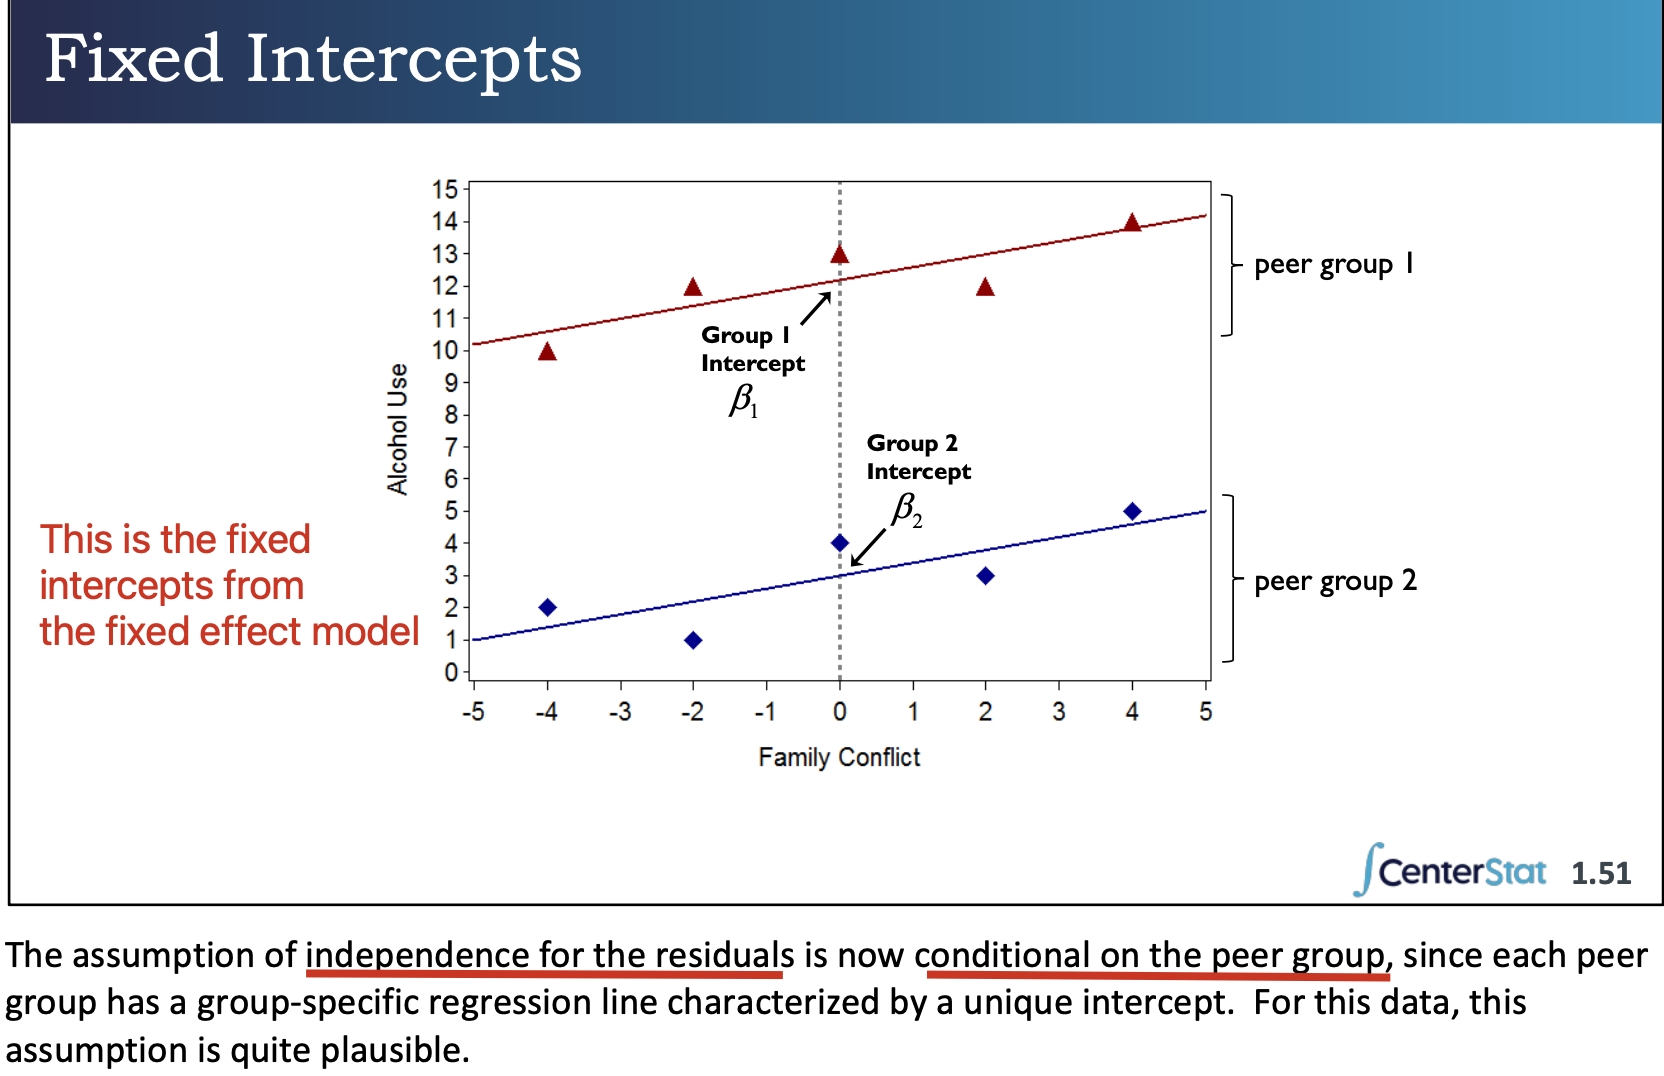 Fixed Intercepts
15
14
13
12
11
10
9
8
7
6
5
4
3
2
1
0
Alcohol Use
-5 -4 -3 -2 -1 0 1 2 3 4 5
Family Conflict
Group 1
Intercept
β1
Group 2
Intercept
β2
peer group 1
peer group 2
This is the fixed
intercepts from
the fixed effect model
∫CenterStat 1.51
The assumption of independence for the residuals is now conditional on the peer group, since each peer
group has a group-specific regression line characterized by a unique intercept. For this data, this
assumption is quite plausible.